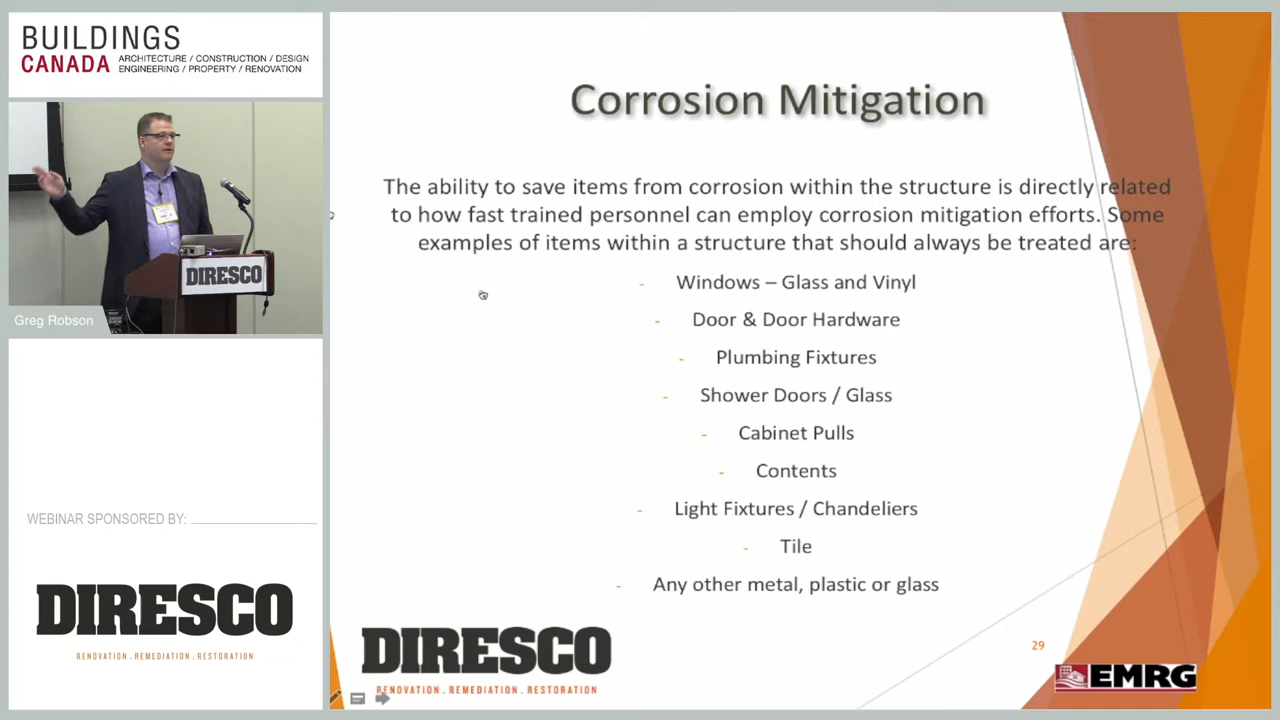 BUILDINGS
CANADA ARCHITECTURE / CONSTRUCTION / DESIGN
ENGINEERING / PROPERTY / RENOVATION
DIRESCO
Greg Robson
WEBINAR SPONSORED BY:
DIRESCO
RENOVATION . REMEDIATION . RESTORATION
Corrosion Mitigation
The ability to save items from corrosion within the structure is directly related
to how fast trained personnel can employ corrosion mitigation efforts. Some
examples of items within a structure that should always be treated are:
- Windows – Glass and Vinyl
- Door & Door Hardware
- Plumbing Fixtures
- Shower Doors / Glass
- Cabinet Pulls
- Contents
- Light Fixtures / Chandeliers
- Tile
- Any other metal, plastic or glass
DIRESCO
RENOVATION . REMEDIATION . RESTORATION
29
EMRG